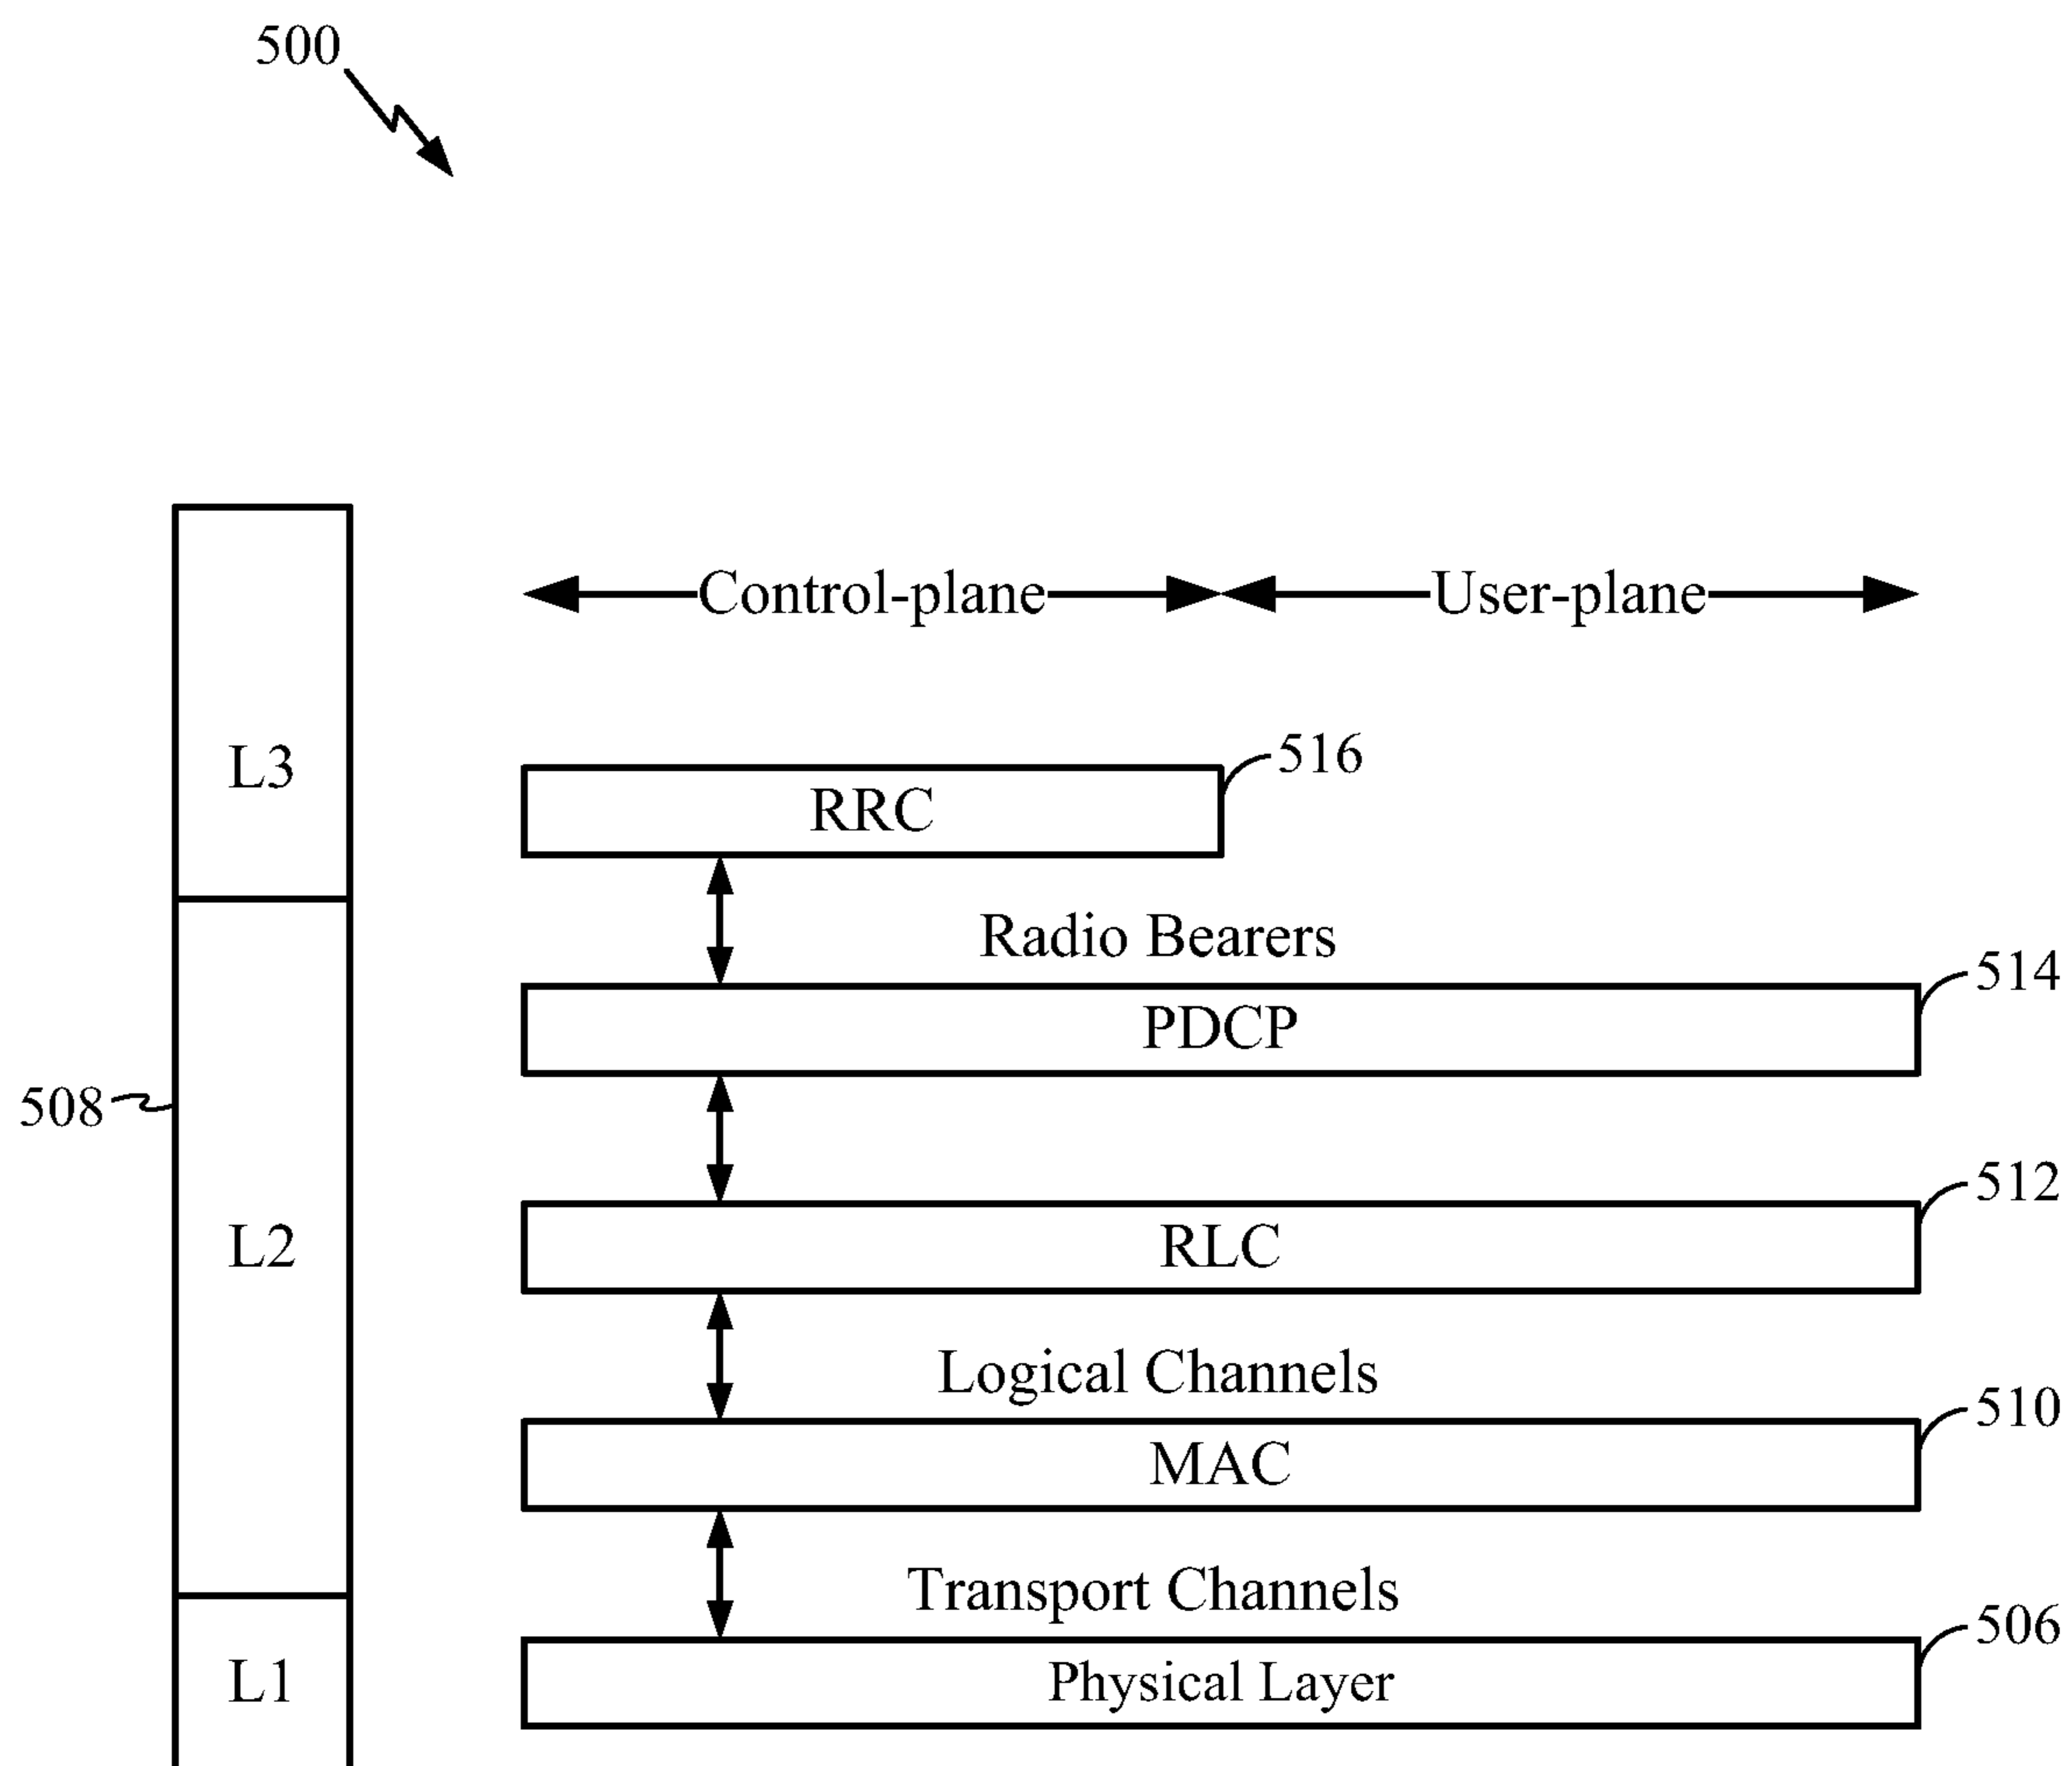 500
Control-plane User-plane
L3
516
RRC
Radio Bearers
514
PDCP
508
512
L2
RLC
Logical Channels
510
MAC
Transport Channels
506
L1
Physical Layer